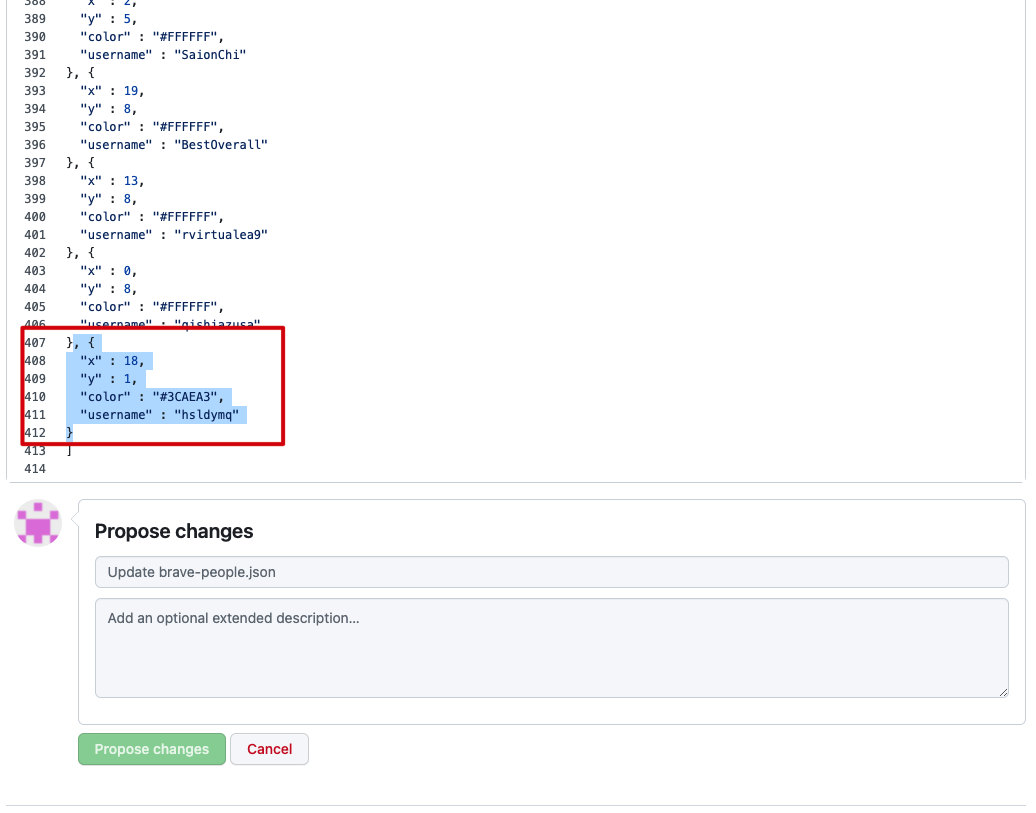 388 "x" : 2,
389 "y" : 5,
390 "color" : "#FFFFFF",
391 "username" : "SaionChi"
392 }, {
393 "x" : 19,
394 "y" : 8,
395 "color" : "#FFFFFF",
396 "username" : "BestOverall"
397 }, {
398 "x" : 13,
399 "y" : 8,
400 "color" : "#FFFFFF",
401 "username" : "rvirtualea9"
402 }, {
403 "x" : 0,
404 "y" : 8,
405 "color" : "#FFFFFF",
406 "username" : "qishiazusa"
407 }, {
408 "x" : 18,
409 "y" : 1,
410 "color" : "#3CAEA3",
411 "username" : "hsldymq"
412 }
413 ]
414
Propose changes
Update brave-people.json
Add an optional extended description...
Propose changes
Cancel